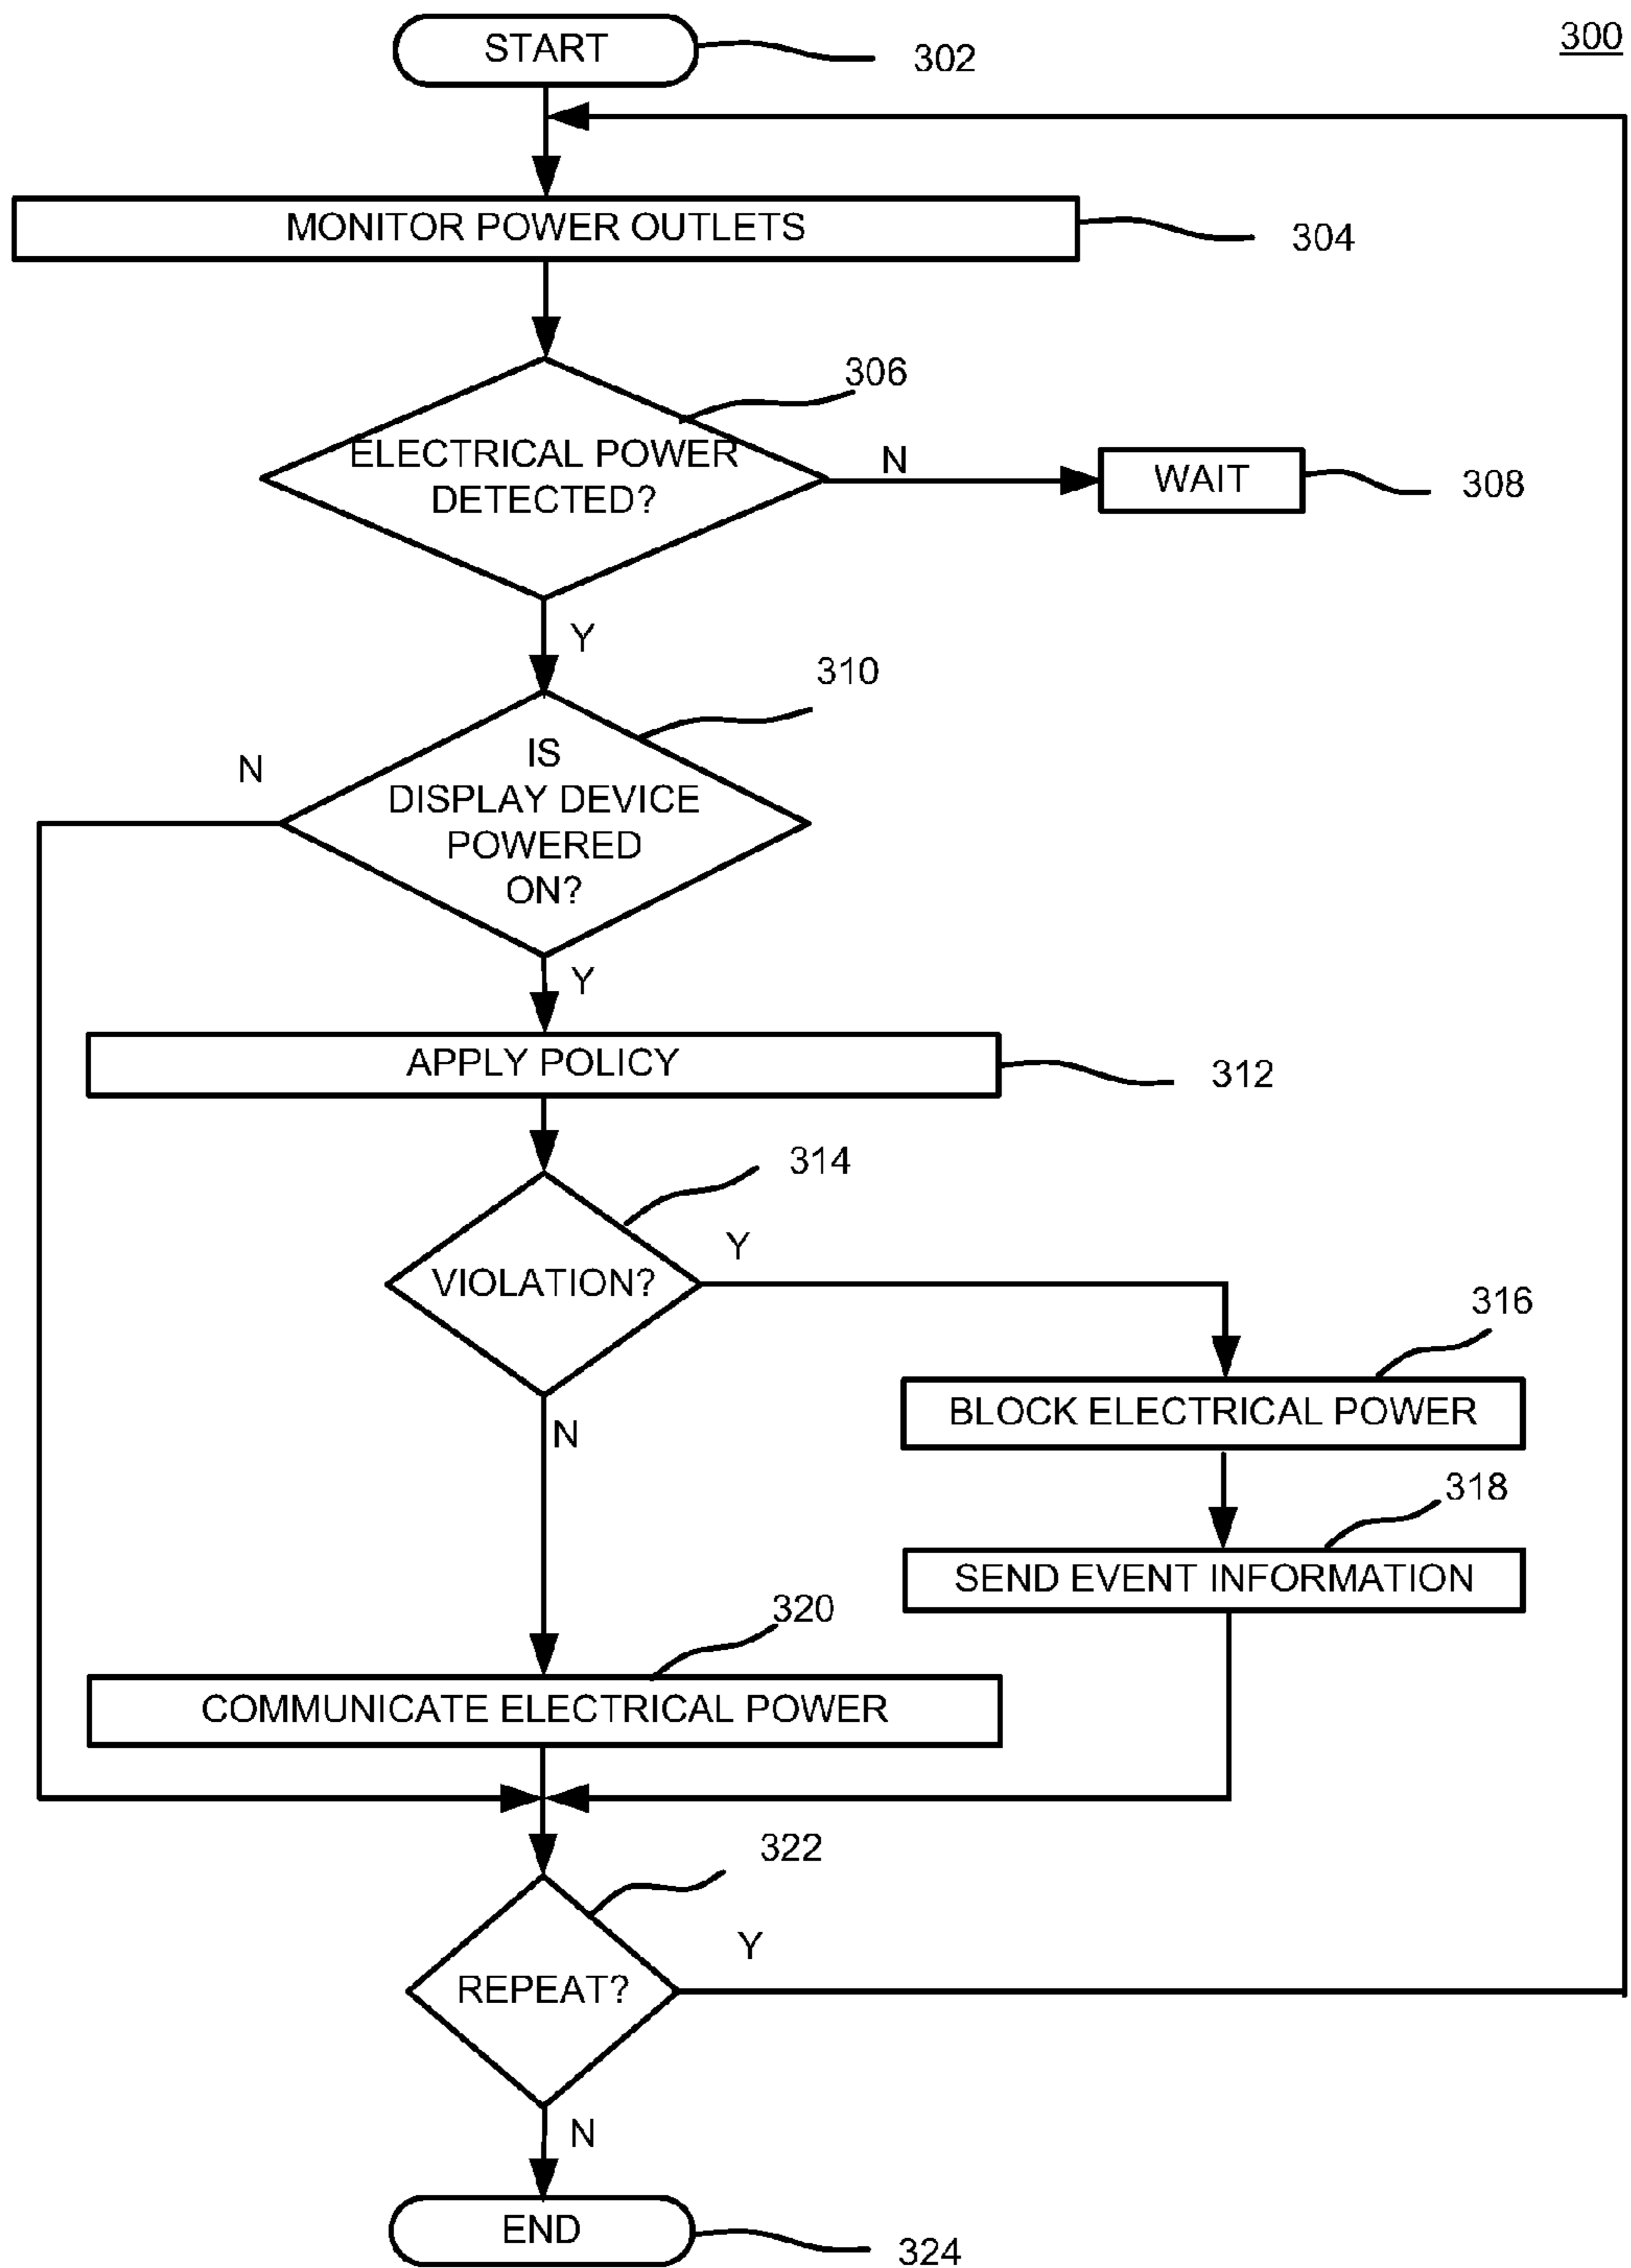 300
START
302
MONITOR POWER OUTLETS
304
306
ELECTRICAL POWER
DETECTED?
N
WAIT
308
Y
310
N
IS
DISPLAY DEVICE
POWERED
ON?
Y
APPLY POLICY
312
314
VIOLATION?
Y
316
BLOCK ELECTRICAL POWER
N
318
SEND EVENT INFORMATION
320
COMMUNICATE ELECTRICAL POWER
322
REPEAT?
Y
N
END
324